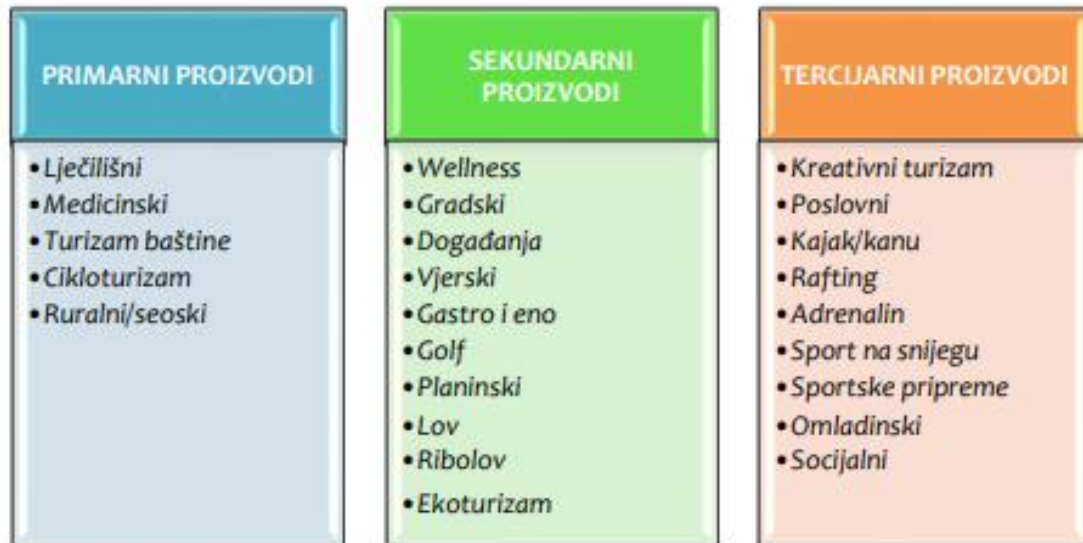 PRIMARNI PROIZVODI
•Lječilišni
•Medicinski
•Turizam baštine
•Cikloturizam
•Ruralni/seoski
SEKUNDARNI
PROIZVODI
•Wellness
•Gradski
•Događanja
•Vjerski
•Gastro i eno
•Golf
•Planinski
•Lov
•Ribolov
•Ekoturizam
TERCIJARNI PROIZVODI
•Kreativni turizam
•Poslovni
•Kajak/kanu
•Rafting
•Adrenalin
•Sport na snijegu
•Sportske pripreme
•Omladinski
•Socijalni